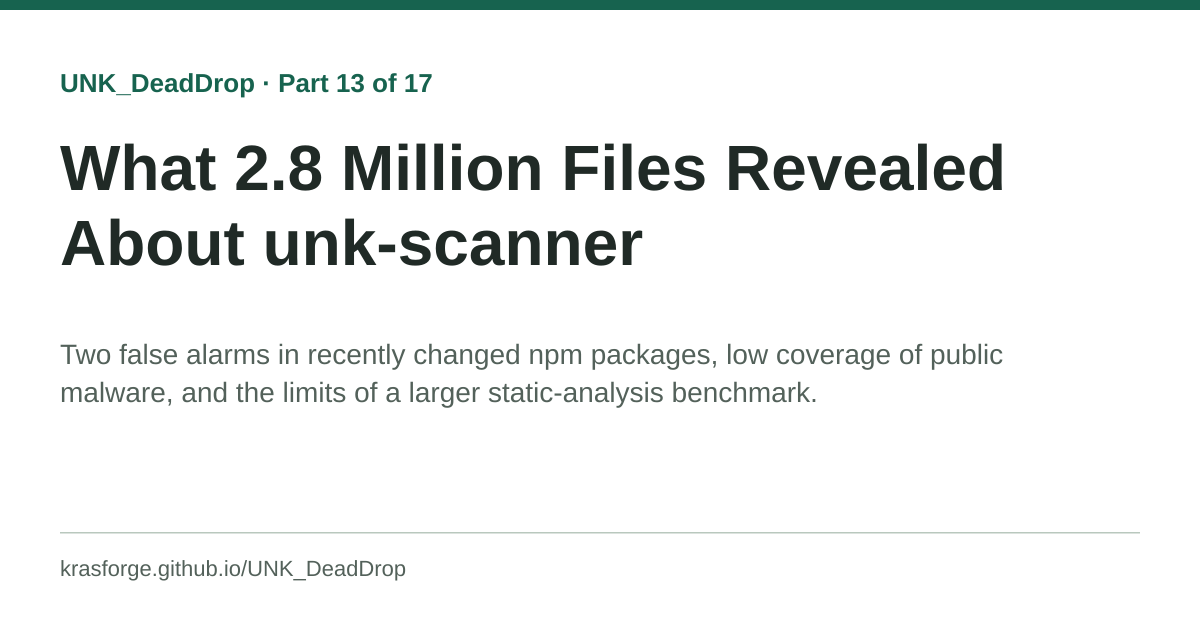 UNK_DeadDrop · Part 13 of 17
What 2.8 Million Files Revealed
About unk-scanner
Two false alarms in recently changed npm packages, low coverage of public
malware, and the limits of a larger static-analysis benchmark.
krasforge.github.io/UNK_DeadDrop